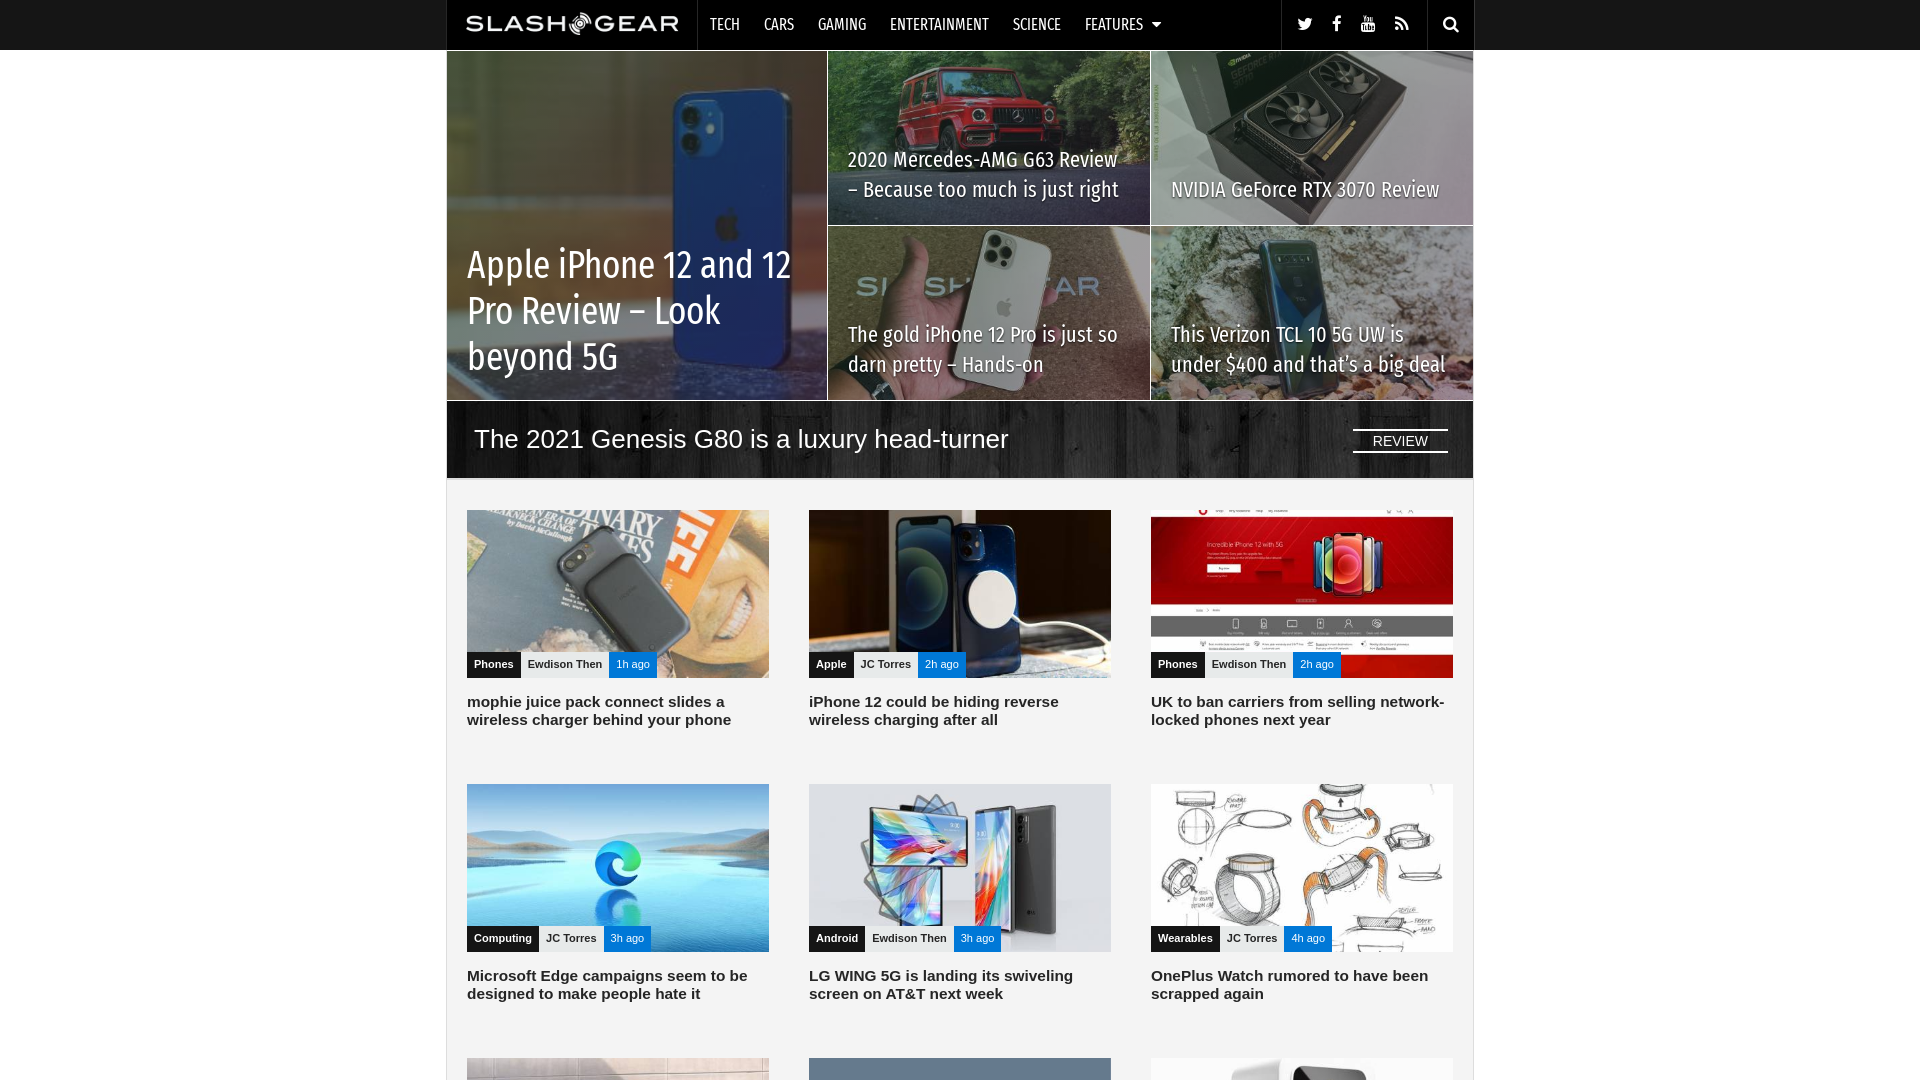 SLASHGEAR TECH CARS GAMING ENTERTAINMENT SCIENCE FEATURES
Apple iPhone 12 and 12
Pro Review – Look
beyond 5G
2020 Mercedes-AMG G63 Review
– Because too much is just right
NVIDIA GeForce RTX 3070 Review
The gold iPhone 12 Pro is just so
darn pretty – Hands-on
This Verizon TCL 10 5G UW is
under $400 and that's a big deal
The 2021 Genesis G80 is a luxury head-turner
REVIEW
Phones Ewdison Then 1h ago
mophie juice pack connect slides a
wireless charger behind your phone
Apple JC Torres 2h ago
iPhone 12 could be hiding reverse
wireless charging after all
Incredible iPhone 12 with 5G
Phones Ewdison Then 2h ago
UK to ban carriers from selling network-
locked phones next year
Computing JC Torres 3h ago
Microsoft Edge campaigns seem to be
designed to make people hate it
Android Ewdison Then 3h ago
LG WING 5G is landing its swiveling
screen on AT&T next week
Wearables JC Torres 4h ago
OnePlus Watch rumored to have been
scrapped again